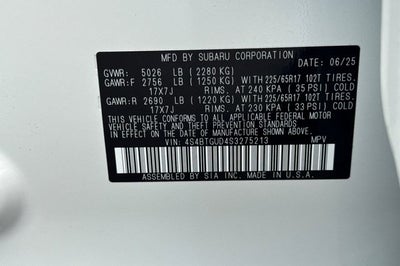 MFD BY SUBARU CORPORATION DATE: 06/25
GVWR: 5026 LB (2280 KG)
GAWR:F 2756 LB (1250 KG)WITH 225/65R17 102T TIRES,
17X7J RIMS,AT 240 KPA (35 PSI)COLD
GAWR:R 2690 LB (1220 KG)WITH 225/65R17 102T TIRES,
17X7J RIMS,AT 230 KPA (33 PSI)COLD
THIS VEHICLE CONFORMS TO ALL APPLICABLE
FEDERAL MOTOR VEHICLE SAFETY, BUMPER, AND
THEFT PREVENTION STANDARDS IN EFFECT ON THE
DATE OF MANUFACTURE SHOWN ABOVE.
VIN: 4S4BTGUD4S3275213 MPV
ASSEMBLED BY SIA INC. MADE IN U.S.A.